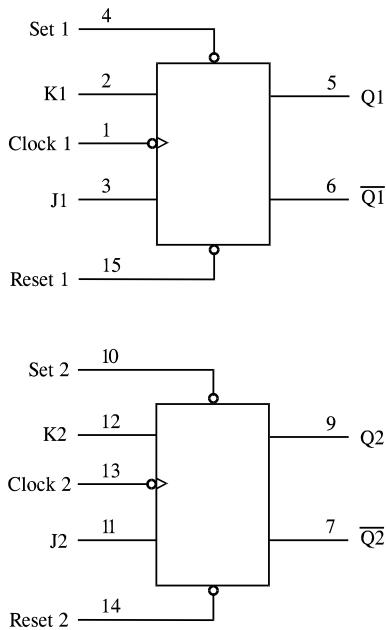 4
Set 1
2
5
K1
Q1
1
Clock 1
3
6
J1
Q1
15
Reset 1
10
Set 2
12
9
K2
Q2
13
Clock 2
11
7
J2
Q2
14
Reset 2